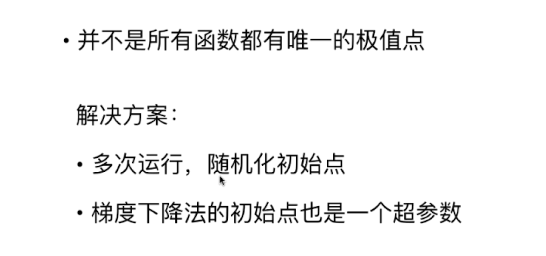 • 并不是所有函数都有唯一的极值点
解决方案：
• 多次运行，随机化初始点
• 梯度下降法的初始点也是一个超参数